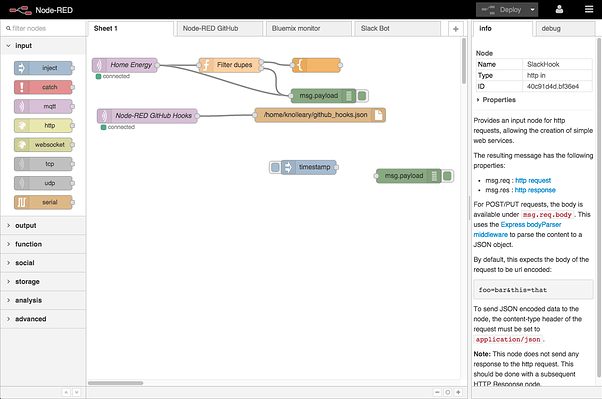 Node-RED
Deploy
filter nodes
Sheet 1
Node-RED GitHub
Bluemix monitor
Slack Bot
+
info
debug
input
inject
catch
mqtt
http
websocket
tcp
udp
serial
output
function
social
storage
analysis
advanced
Home Energy
connected
Filter dupes
msg.payload
Node-RED GitHub Hooks
connected
/home/knolleary/github_hooks.json
timestamp
msg.payload
Node
Name SlackHook
Type http in
ID 40c91d4d.bf36e4
Properties
Provides an input node for http
requests, allowing the creation of simple
web services.
The resulting message has the following
properties:
msg.req : http request
msg.res : http response
For POST/PUT requests, the body is
available under msg.req.body . This
uses the Express bodyParser
middleware to parse the content to a
JSON object.
By default, this expects the body of the
request to be url encoded:
foo=bar&this=that
To send JSON encoded data to the
node, the content-type header of the
request must be set to
application/json .
Note: This node does not send any
response to the http request. This
should be done with a subsequent
HTTP Response node.